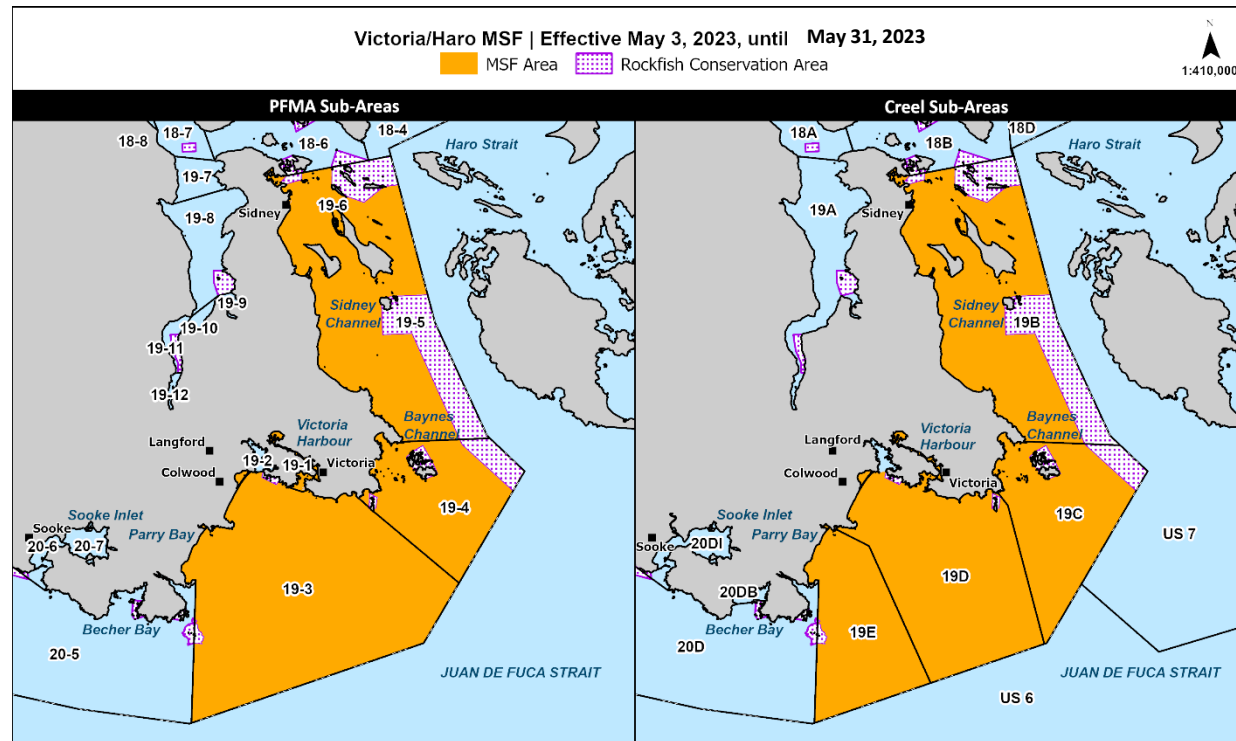 Victoria/Haro MSF | Effective May 3, 2023, until May 31, 2023
MSF Area
Rockfish Conservation Area
N
1:410,000
PFMA Sub-Areas
18-8
18-7
18-6
18-4
Haro Strait
19-7
19-8
Sidney
19-6
19-9
Sidney
Channel
19-5
19-10
19-11
19-12
Victoria
Harbour
Baynes
Channel
Langford
19-2
19-1
Victoria
Colwood
19-4
Sooke Inlet
Parry Bay
Sooke
20-6
20-7
19-3
Becher Bay
20-5
JUAN DE FUCA STRAIT
Creel Sub-Areas
18A
18B
18D
Haro Strait
19A
Sidney
Sidney
Channel
19B
Baynes
Channel
Victoria
Harbour
Langford
Colwood
Victoria
19C
Sooke Inlet
Parry Bay
US 7
Sooke
20DI
19D
20DB
Becher Bay
19E
20D
JUAN DE FUCA STRAIT
US 6